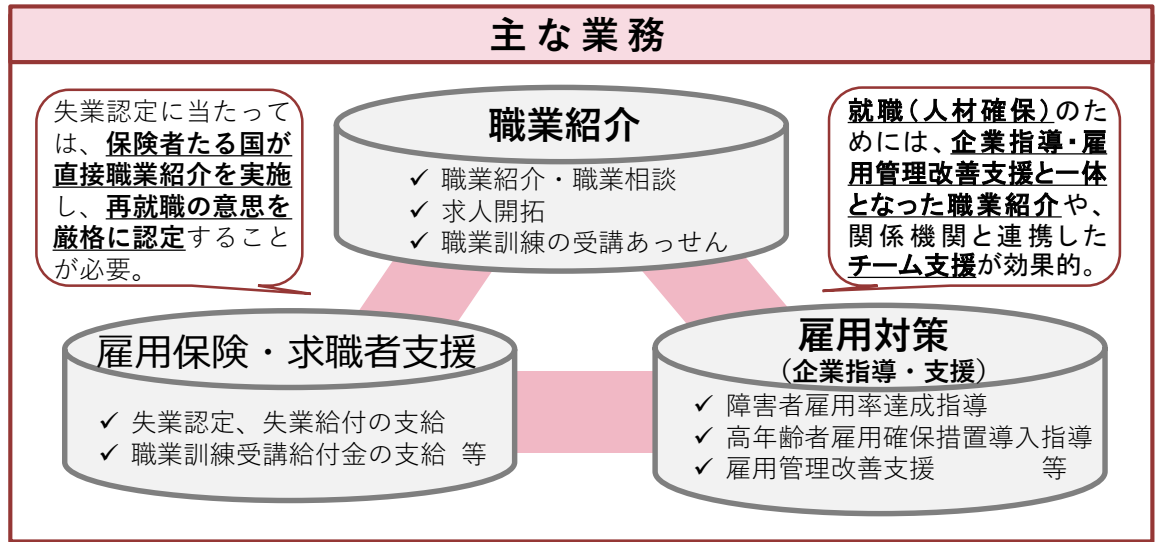 主な業務
失業認定に当たって
は、保険者たる国が
直接職業紹介を実施
し、再就職の意思を
厳格に認定すること
が必要。
職業紹介
✓ 職業紹介・職業相談
✓ 求人開拓
✓ 職業訓練の受講あっせん
就職（人材確保）のた
めには、企業指導・雇
用管理改善支援と一体
となった職業紹介や、
関係機関と連携した
チーム支援が効果的。
雇用保険・求職者支援
✓ 失業認定、失業給付の支給
✓ 職業訓練受講給付金の支給 等
雇用対策
（企業指導・支援）
✓ 障害者雇用率達成指導
✓ 高年齢者雇用確保措置導入指導
✓ 雇用管理改善支援 等